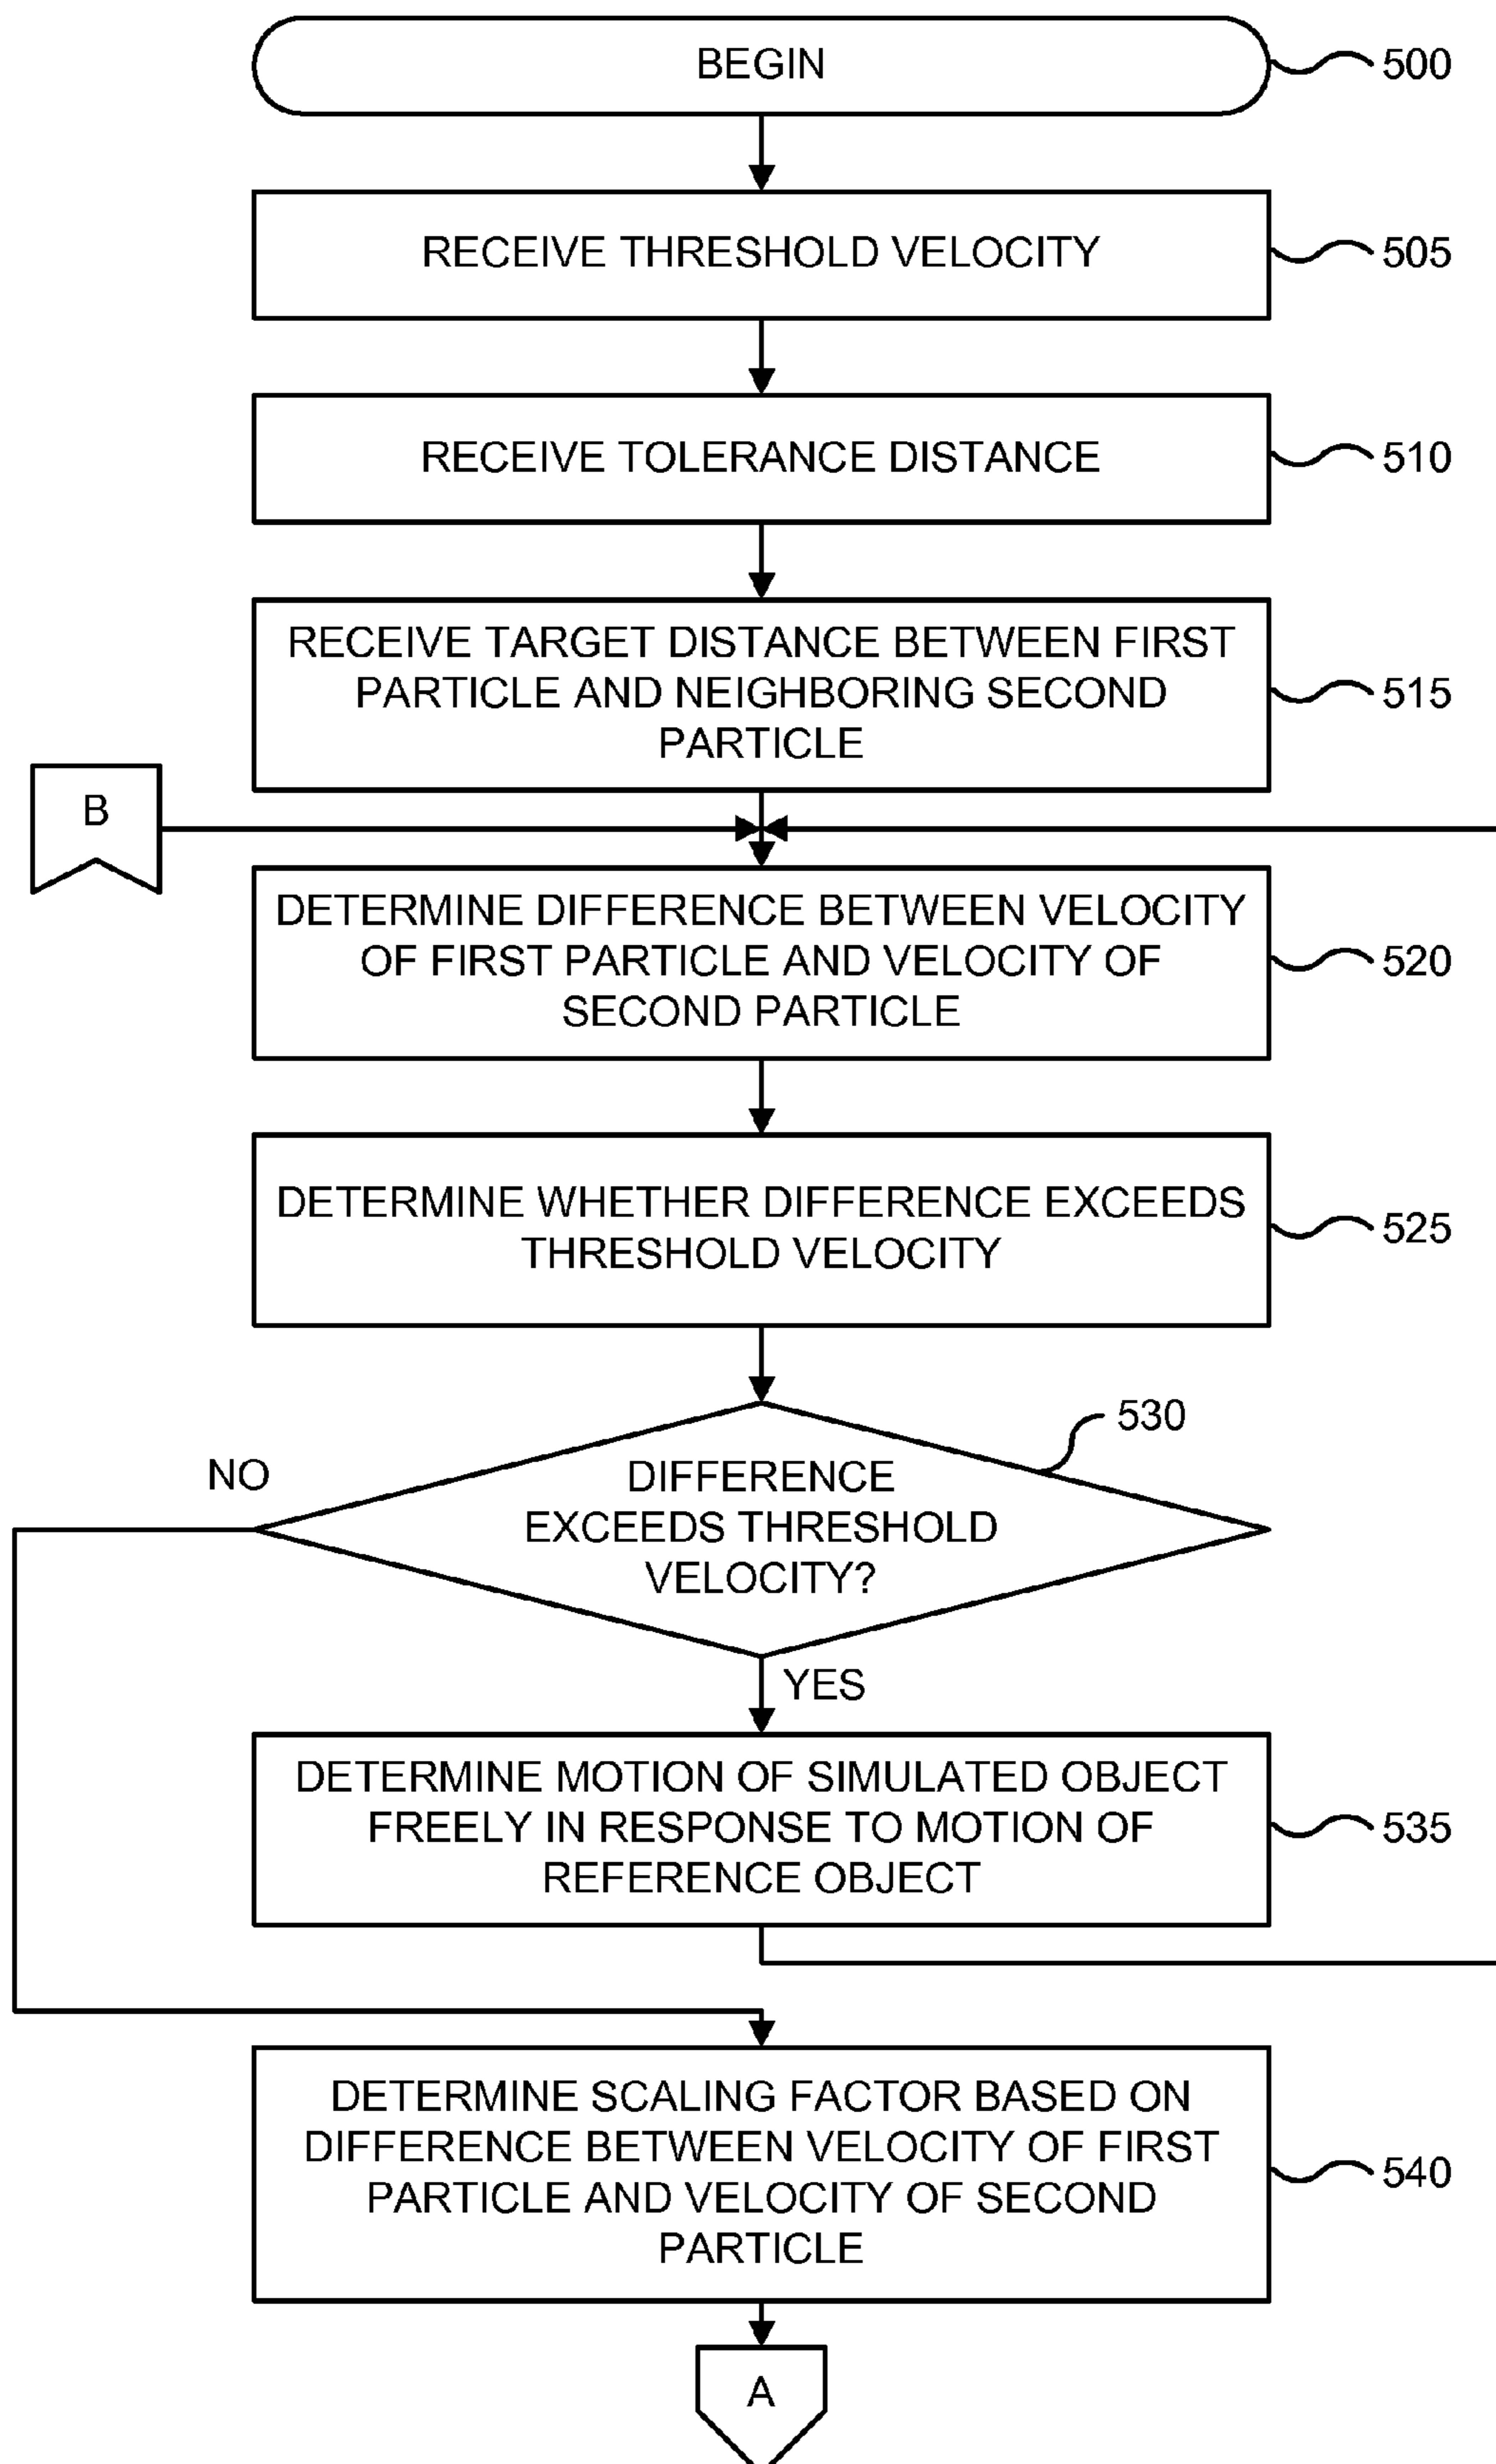 BEGIN
500
RECEIVE THRESHOLD VELOCITY
505
RECEIVE TOLERANCE DISTANCE
510
RECEIVE TARGET DISTANCE BETWEEN FIRST
PARTICLE AND NEIGHBORING SECOND
PARTICLE
515
B
DETERMINE DIFFERENCE BETWEEN VELOCITY
OF FIRST PARTICLE AND VELOCITY OF
SECOND PARTICLE
520
DETERMINE WHETHER DIFFERENCE EXCEEDS
THRESHOLD VELOCITY
525
530
NO
DIFFERENCE
EXCEEDS THRESHOLD
VELOCITY?
YES
DETERMINE MOTION OF SIMULATED OBJECT
FREELY IN RESPONSE TO MOTION OF
REFERENCE OBJECT
535
DETERMINE SCALING FACTOR BASED ON
DIFFERENCE BETWEEN VELOCITY OF FIRST
PARTICLE AND VELOCITY OF SECOND
PARTICLE
540
A